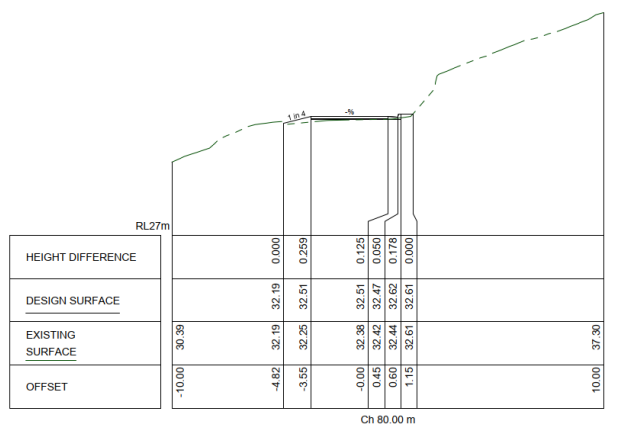 1 in 4
-%
RL27m
HEIGHT DIFFERENCE 0.000 0.259 0.125 0.050 0.178 0.000
DESIGN SURFACE 32.19 32.51 32.51 32.47 32.62 32.61
EXISTING SURFACE 30.39 32.19 32.25 32.38 32.42 32.44 32.61 37.30
OFFSET -10.00 -4.82 -3.55 -0.00 0.45 0.60 1.15 10.00
Ch 80.00 m